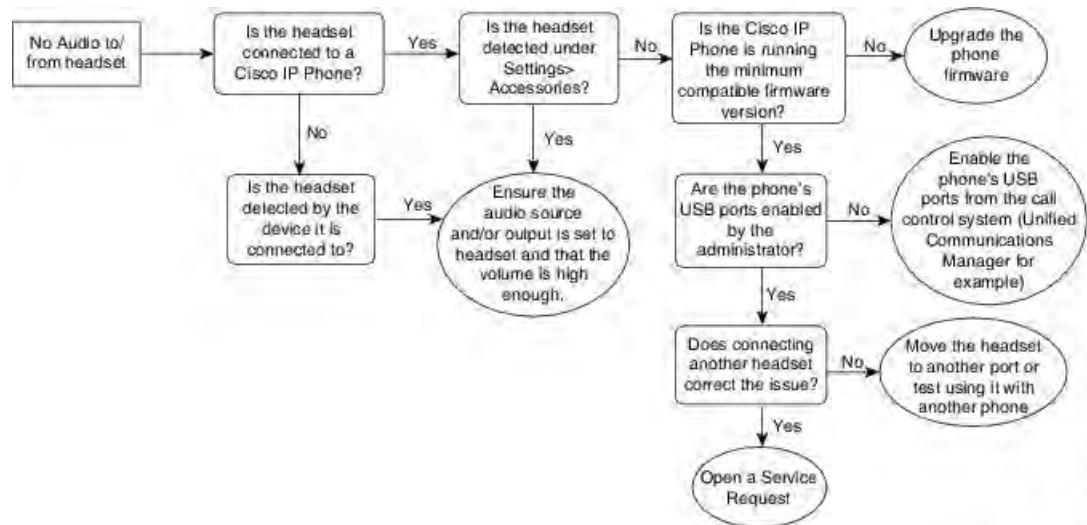 No Audio to/
from headset
Is the headset
connected to a
Cisco IP Phone?
Yes
Is the headset
detected under
Settings>
Accessories?
No
Is the Cisco IP
Phone is running
the minimum
compatible firmware
version?
No
Upgrade the
phone
firmware
No
Yes
Yes
Is the headset
detected by the
device it is
connected to?
Yes
Ensure the
audio source
and/or output is set to
headset and that the
volume is high
enough.
Are the phone's
USB ports enabled
by the
administrator?
No
Enable the
phone's USB
ports from the call
control system (Unified
Communications
Manager for
example)
Yes
Does connecting
another headset
correct the issue?
No
Move the headset
to another port or
test using it with
another phone
Yes
Open a Service
Request